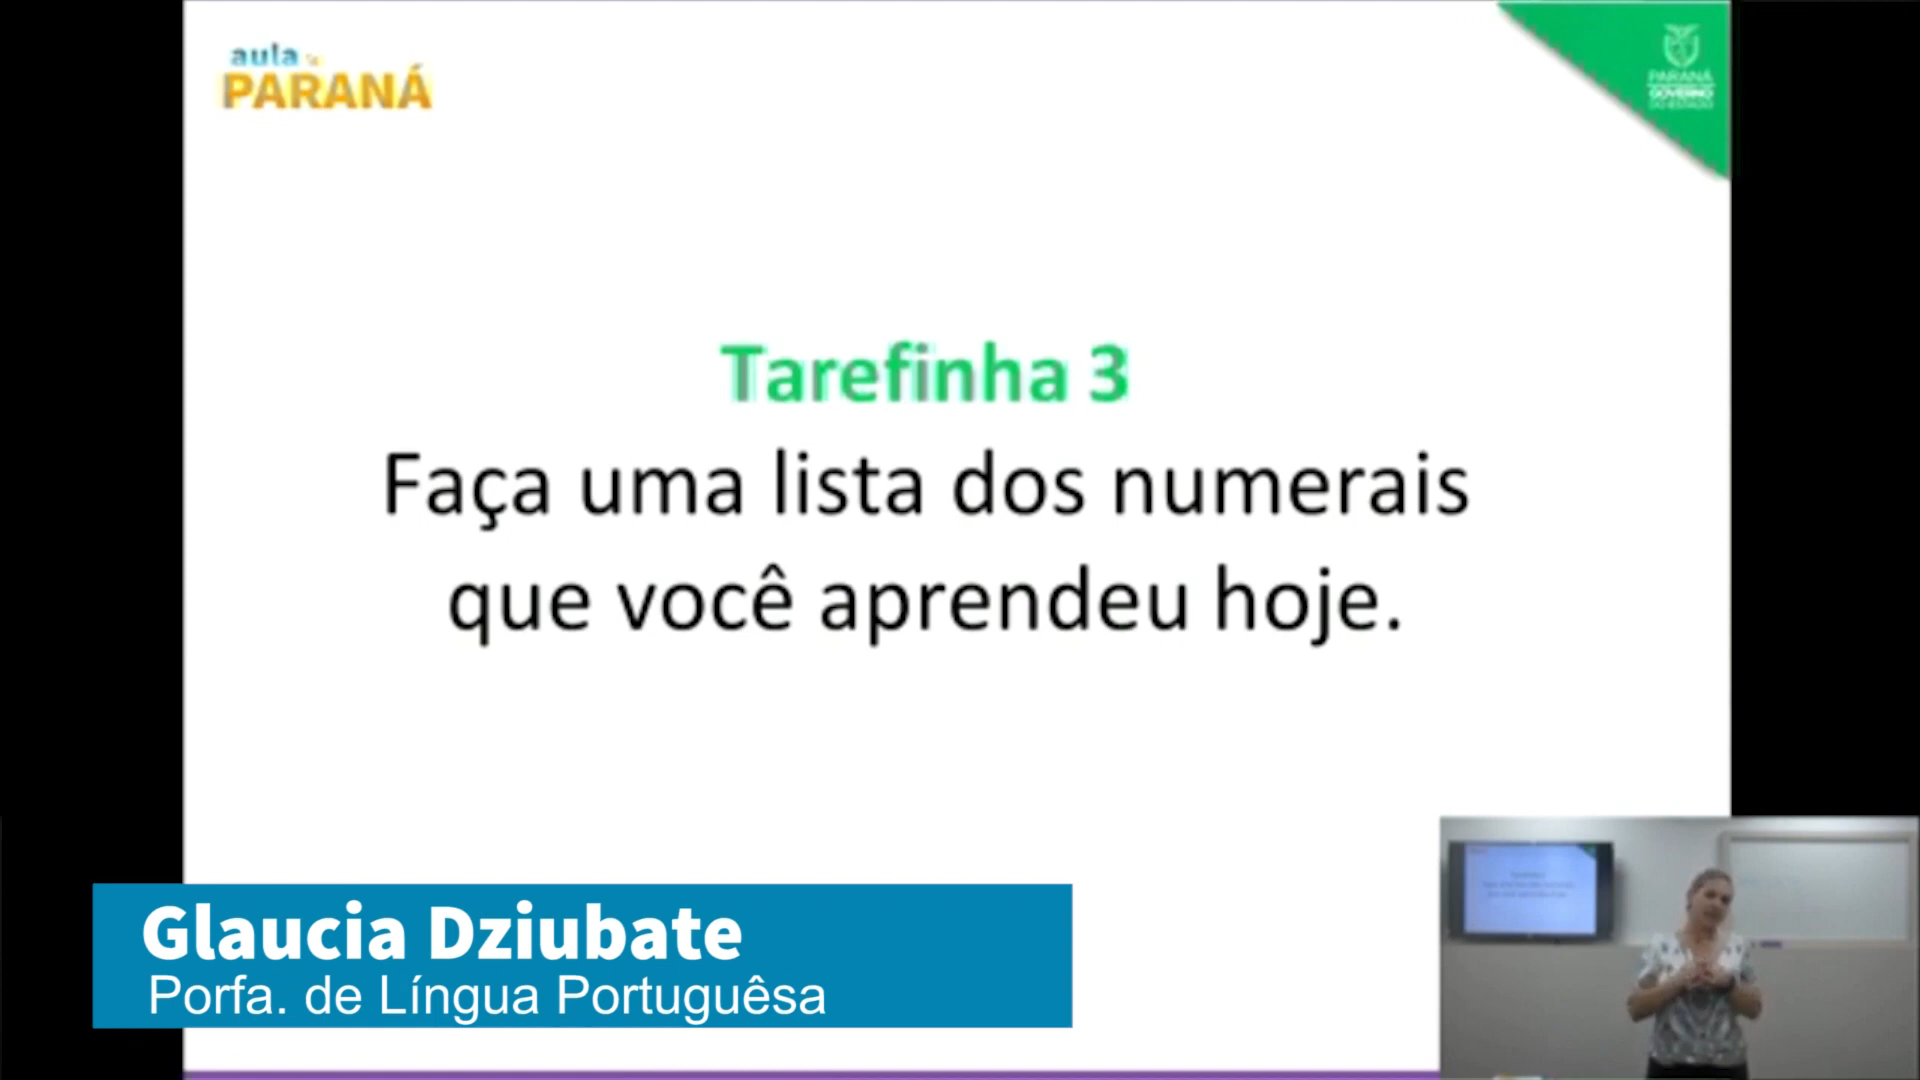 aula
PARANÁ
PARANÁ
GOVERNO
DO ESTADO
Tarefinha 3
Faça uma lista dos numerais
que você aprendeu hoje.
Glaucia Dziubate
Porfa. de Língua Portuguêsa